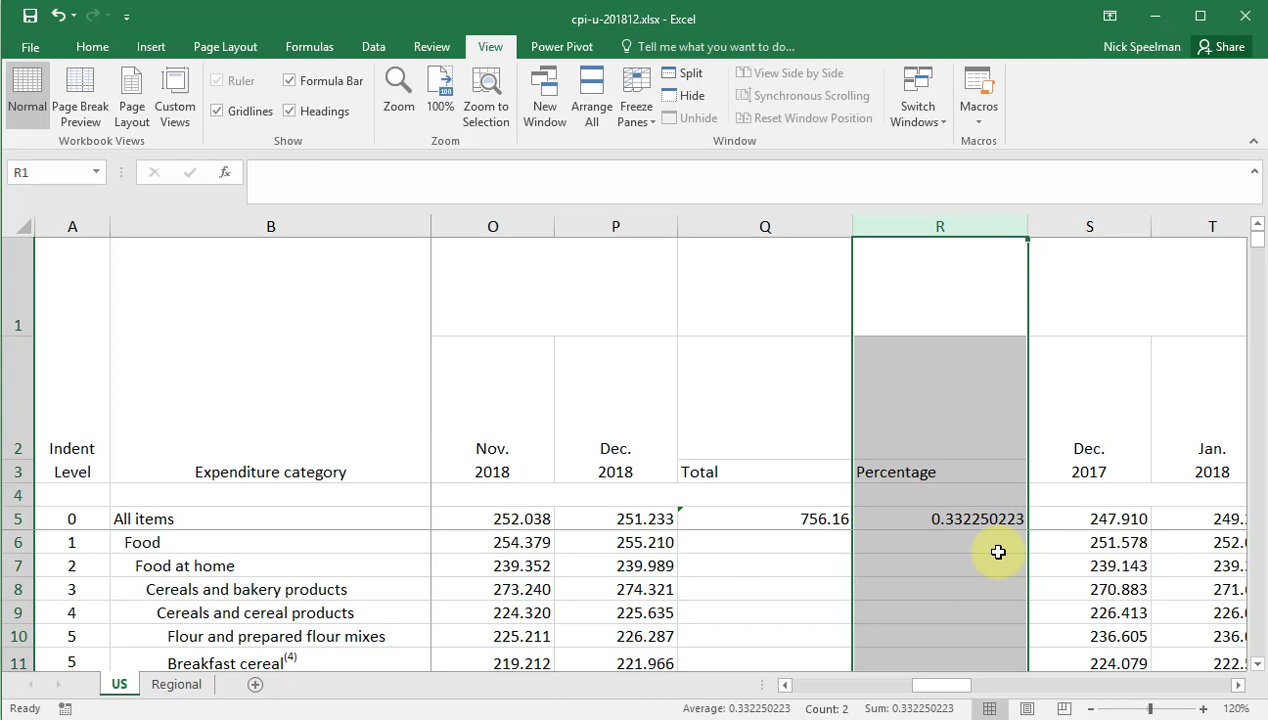 cpi-u-201812.xlsx - Excel
File Home Insert Page Layout Formulas Data Review View Power Pivot Tell me what you want to do... Nick Speelman Share
Normal
Page Break Preview
Page Layout
Custom Views
Workbook Views
Ruler
Formula Bar
Gridlines
Headings
Show
Zoom
100%
Zoom to Selection
Zoom
New Window
Arrange All
Freeze Panes
Split
Hide
Unhide
View Side by Side
Synchronous Scrolling
Reset Window Position
Window
Switch Windows
Macros
Macros
R1 fx
A B O P Q R S T
1
2 Indent Nov. Dec. Dec. Jan.
3 Level Expenditure category 2018 2018 Total Percentage 2017 2018
4
5 0 All items 252.038 251.233 756.16 0.332250223 247.910 249.
6 1 Food 254.379 255.210 251.578 252.
7 2 Food at home 239.352 239.989 239.143 239.
8 3 Cereals and bakery products 273.240 274.321 270.883 271.
9 4 Cereals and cereal products 224.320 225.635 226.413 226.
10 5 Flour and prepared flour mixes 225.211 226.287 236.605 236.
11 5 Breakfast cereal(4) 219.212 221.966 224.079 222.
US Regional
Ready Average: 0.332250223 Count: 2 Sum: 0.332250223 120%